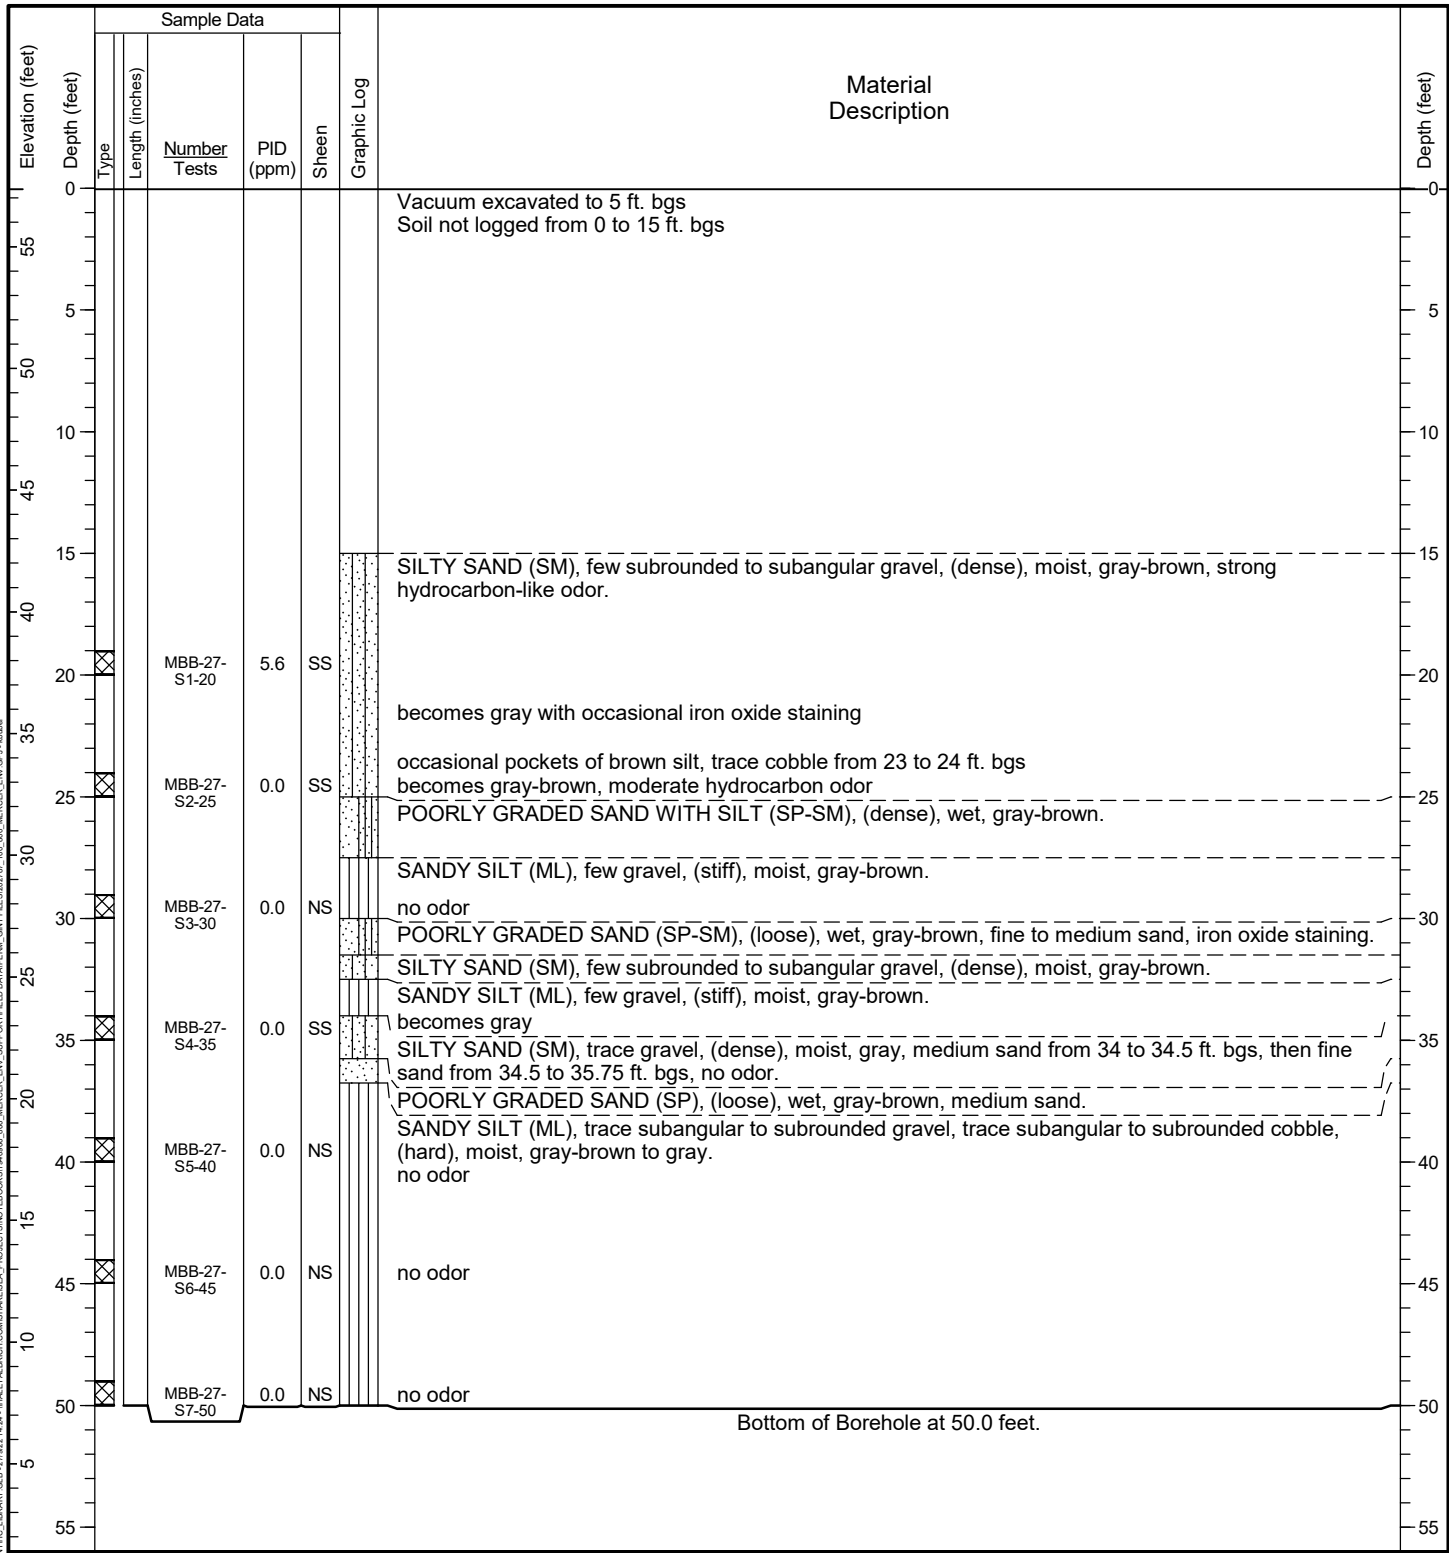 Sample Data
Elevation (feet)
Depth (feet)
Type
Length (inches)
Number
Tests
PID
(ppm)
Sheen
Graphic Log
Material
Description
Depth (feet)
0
0
Vacuum excavated to 5 ft. bgs
Soil not logged from 0 to 15 ft. bgs
55
5
5
50
10
10
45
15
15
SILTY SAND (SM), few subrounded to subangular gravel, (dense), moist, gray-brown, strong
hydrocarbon-like odor.
40
MBB-27-
S1-20
5.6
SS
20
20
becomes gray with occasional iron oxide staining
35
occasional pockets of brown silt, trace cobble from 23 to 24 ft. bgs
MBB-27-
S2-25
0.0
SS
becomes gray-brown, moderate hydrocarbon odor
25
25
POORLY GRADED SAND WITH SILT (SP-SM), (dense), wet, gray-brown.
30
SANDY SILT (ML), few gravel, (stiff), moist, gray-brown.
MBB-27-
S3-30
0.0
NS
no odor
30
30
POORLY GRADED SAND (SP-SM), (loose), wet, gray-brown, fine to medium sand, iron oxide staining.
25
SILTY SAND (SM), few subrounded to subangular gravel, (dense), moist, gray-brown.
SANDY SILT (ML), few gravel, (stiff), moist, gray-brown.
MBB-27-
S4-35
0.0
SS
becomes gray
35
35
SILTY SAND (SM), trace gravel, (dense), moist, gray, medium sand from 34 to 34.5 ft. bgs, then fine
sand from 34.5 to 35.75 ft. bgs, no odor.
20
POORLY GRADED SAND (SP), (loose), wet, gray-brown, medium sand.
SANDY SILT (ML), trace subangular to subrounded gravel, trace subangular to subrounded cobble,
(hard), moist, gray-brown to gray.
MBB-27-
S5-40
0.0
NS
no odor
40
40
15
MBB-27-
S6-45
0.0
NS
no odor
45
45
10
MBB-27-
S7-50
0.0
NS
no odor
50
50
Bottom of Borehole at 50.0 feet.
5
55
55